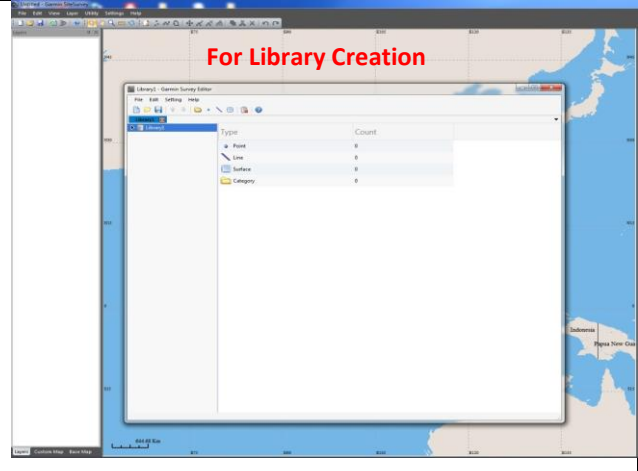 Untitled - Garmin SiteSurvey
File Edit View Layer Utility Settings Help
Layers
For Library Creation
Library1 - Garmin Survey Editor
File Edit Setting Help
Library1
Library1
Type Count
Point 0
Line 0
Surface 0
Category 0
Indonesia
Papua New Gui
644.48 Km
Layers Custom Map Base Map